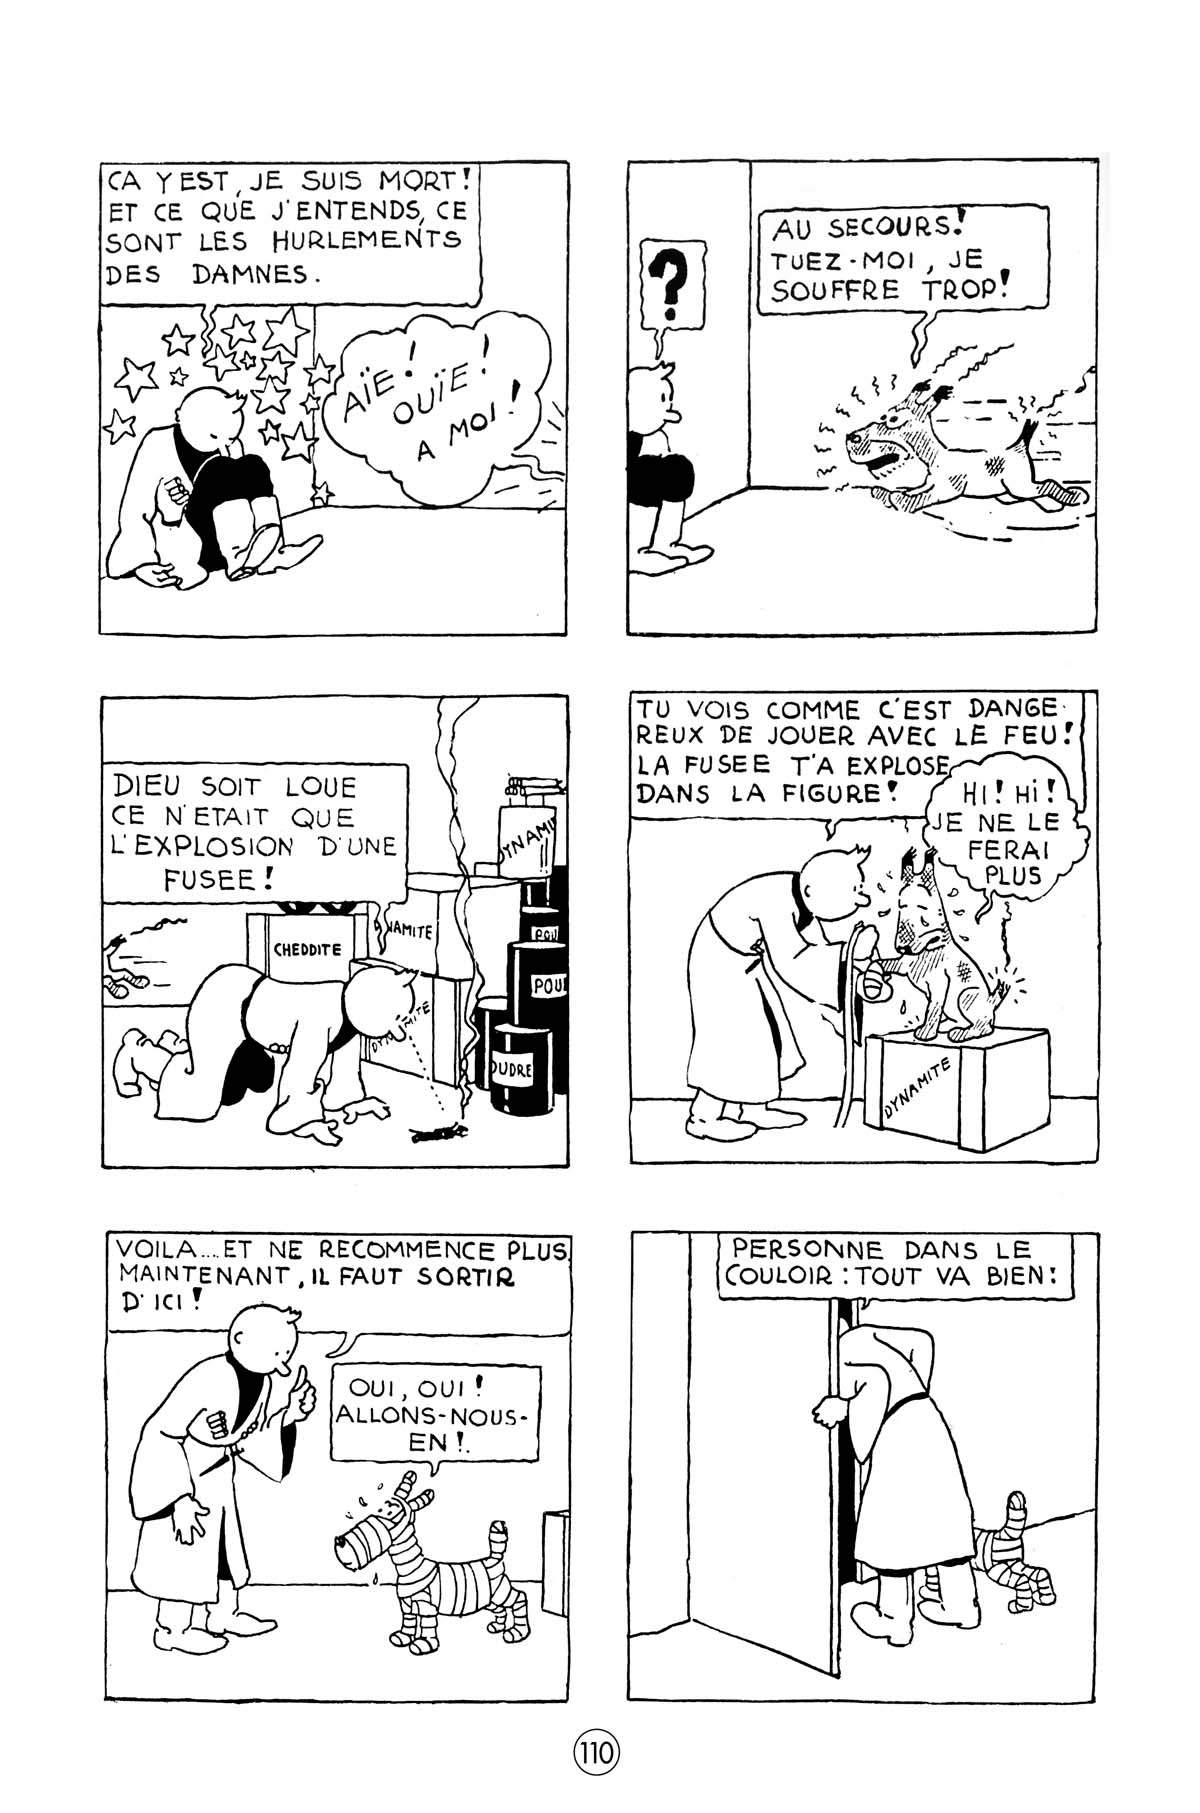 CA Y EST, JE SUIS MORT!
ET CE QUE J'ENTENDS, CE
SONT LES HURLEMENTS
DES DAMNES.
AÏE!
OUÏE!
A MOI!
?
AU SECOURS!
TUEZ-MOI, JE
SOUFFRE TROP!
DIEU SOIT LOUE
CE N'ETAIT QUE
L'EXPLOSION D'UNE
FUSEE!
DYNAMI
NAMITE
CHEDDITE
POU
POU
DYNAMITE
OUDRE
TU VOIS COMME C'EST DANGE-
REUX DE JOUER AVEC LE FEU!
LA FUSEE T'A EXPLOSE
DANS LA FIGURE!
HI! HI!
JE NE LE
FERAI
PLUS
DYNAMITE
VOILA....ET NE RECOMMENCE PLUS
MAINTENANT, IL FAUT SORTIR
D'ICI!
OUI, OUI!
ALLONS-NOUS-
EN!.
PERSONNE DANS LE
COULOIR: TOUT VA BIEN!
110